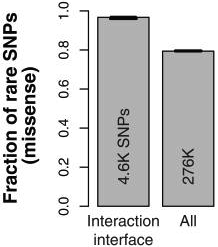 Fraction of rare SNPs
(missense)
1.0
0.8
0.6
0.4
0.2
0.0
4.6K SNPs
276K
Interaction
interface
All